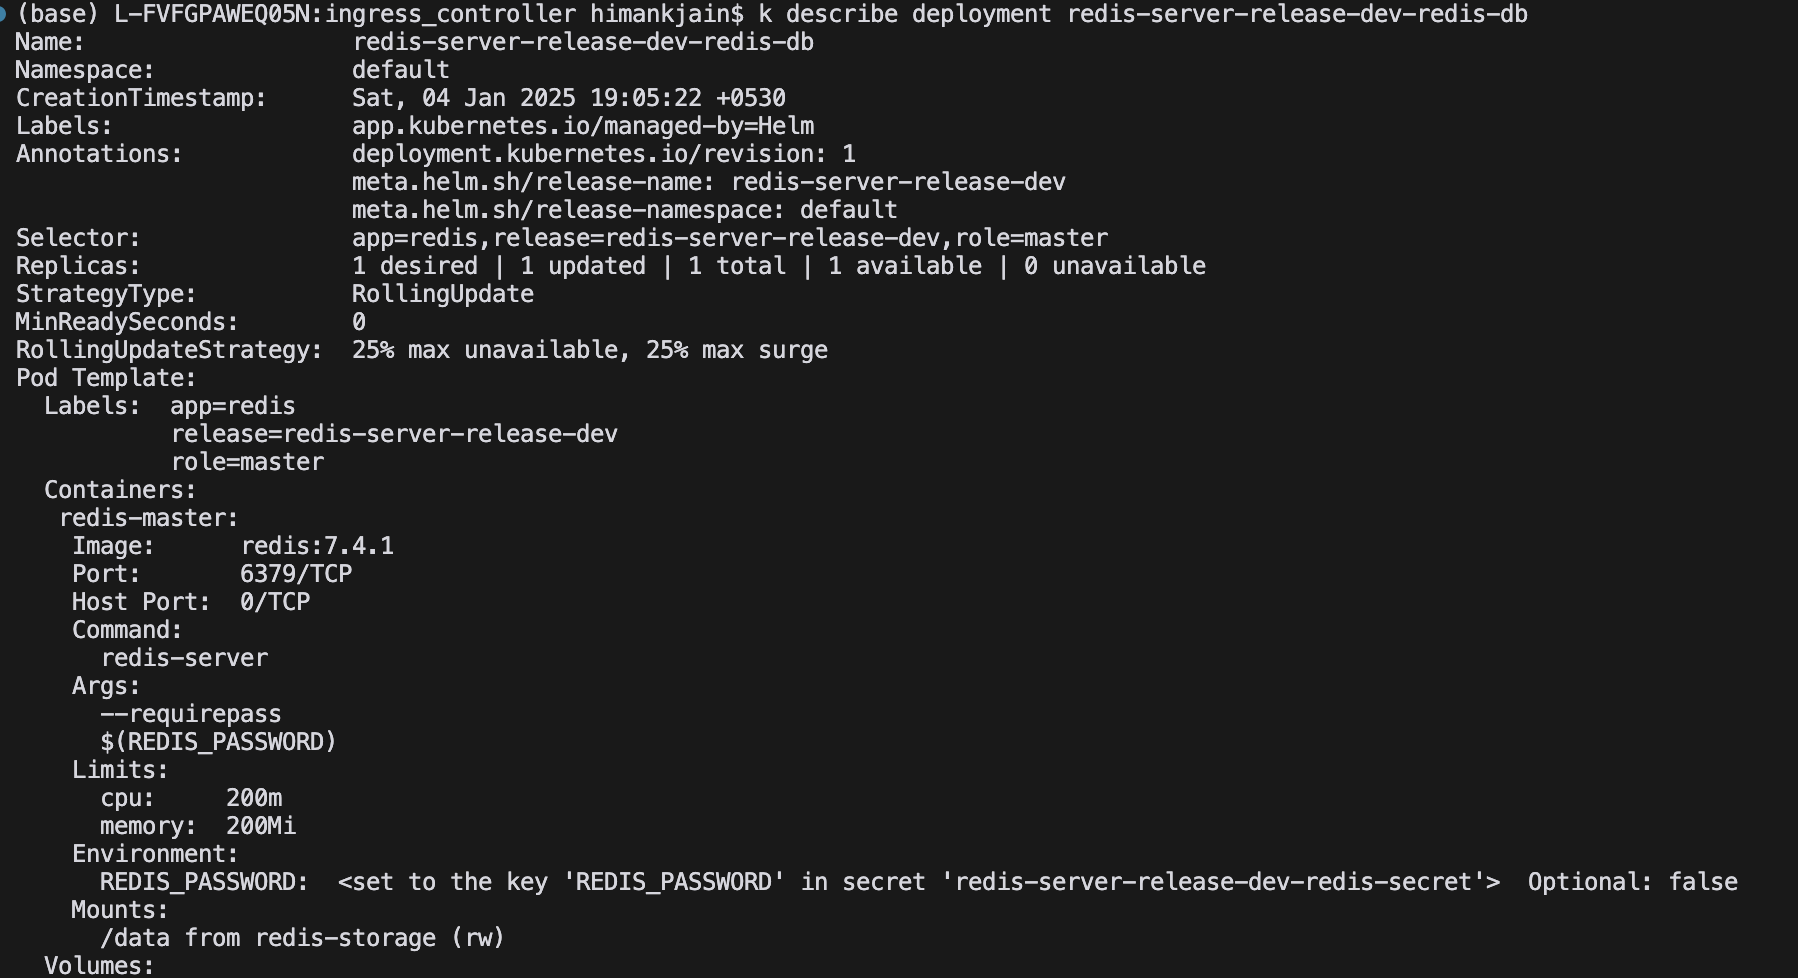 (base) L-FVFGPAWEQ05N:ingress_controller himankjain$ k describe deployment redis-server-release-dev-redis-db
Name:                   redis-server-release-dev-redis-db
Namespace:              default
CreationTimestamp:      Sat, 04 Jan 2025 19:05:22 +0530
Labels:                 app.kubernetes.io/managed-by=Helm
Annotations:            deployment.kubernetes.io/revision: 1
                        meta.helm.sh/release-name: redis-server-release-dev
                        meta.helm.sh/release-namespace: default
Selector:               app=redis,release=redis-server-release-dev,role=master
Replicas:               1 desired | 1 updated | 1 total | 1 available | 0 unavailable
StrategyType:           RollingUpdate
MinReadySeconds:        0
RollingUpdateStrategy:  25% max unavailable, 25% max surge
Pod Template:
  Labels:  app=redis
           release=redis-server-release-dev
           role=master
  Containers:
   redis-master:
    Image:      redis:7.4.1
    Port:       6379/TCP
    Host Port:  0/TCP
    Command:
      redis-server
    Args:
      --requirepass
      $(REDIS_PASSWORD)
    Limits:
      cpu:     200m
      memory:  200Mi
    Environment:
      REDIS_PASSWORD:  <set to the key 'REDIS_PASSWORD' in secret 'redis-server-release-dev-redis-secret'>  Optional: false
    Mounts:
      /data from redis-storage (rw)
  Volumes: